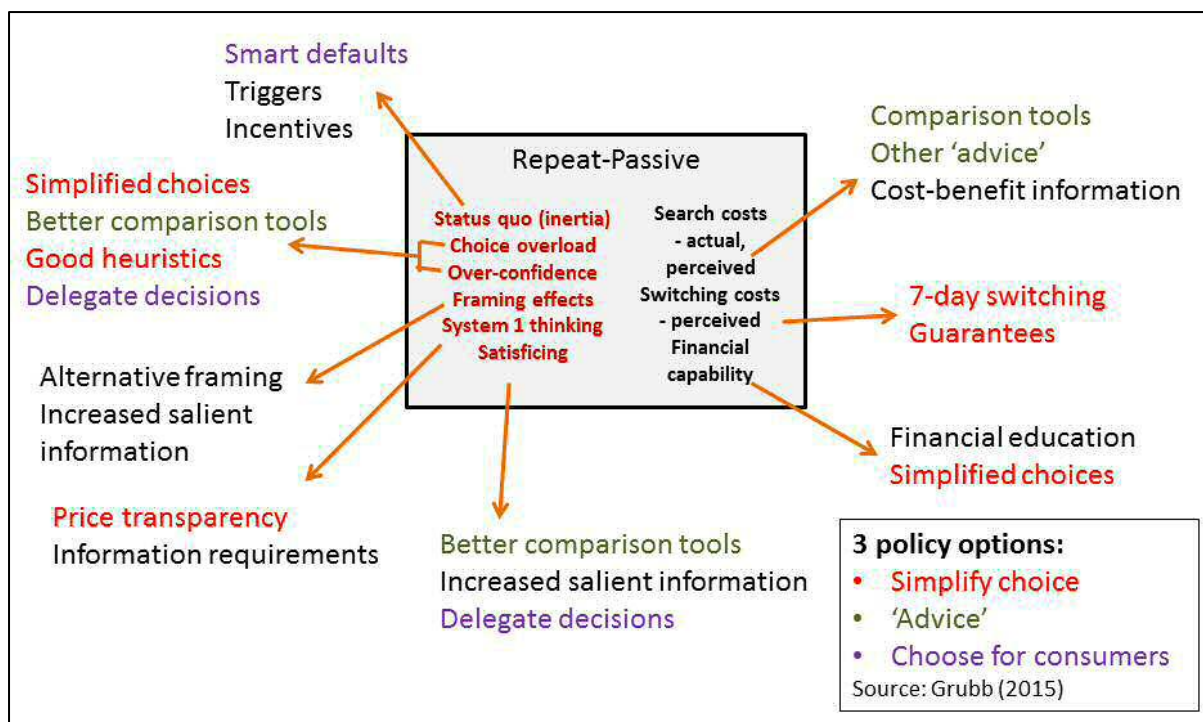 Smart defaults
Triggers
Incentives
Simplified choices
Better comparison tools
Good heuristics
Delegate decisions
Alternative framing
Increased salient
information
Price transparency
Information requirements
Repeat-Passive
Status quo (inertia)
Choice overload
Over-confidence
Framing effects
System 1 thinking
Satisficing
Search costs
- actual,
perceived
Switching costs
- perceived
Financial
capability
Better comparison tools
Increased salient information
Delegate decisions
Comparison tools
Other ‘advice’
Cost-benefit information
7-day switching
Guarantees
Financial education
Simplified choices
3 policy options:
• Simplify choice
• ‘Advice’
• Choose for consumers
Source: Grubb (2015)